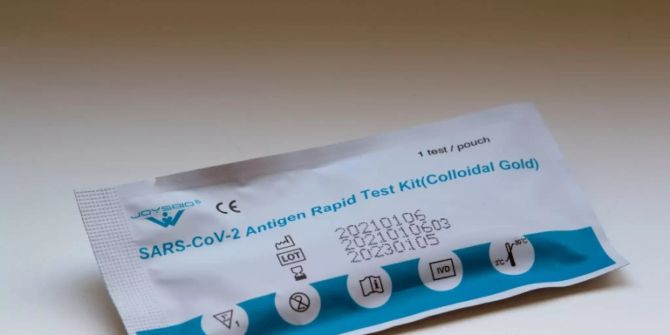 1 test / pouch
JOYSBIO®
CE
SARS-CoV-2 Antigen Rapid Test Kit(Colloidal Gold)
20210106
LOT 2021010603
20230105
1
IVD
2°C 30°C